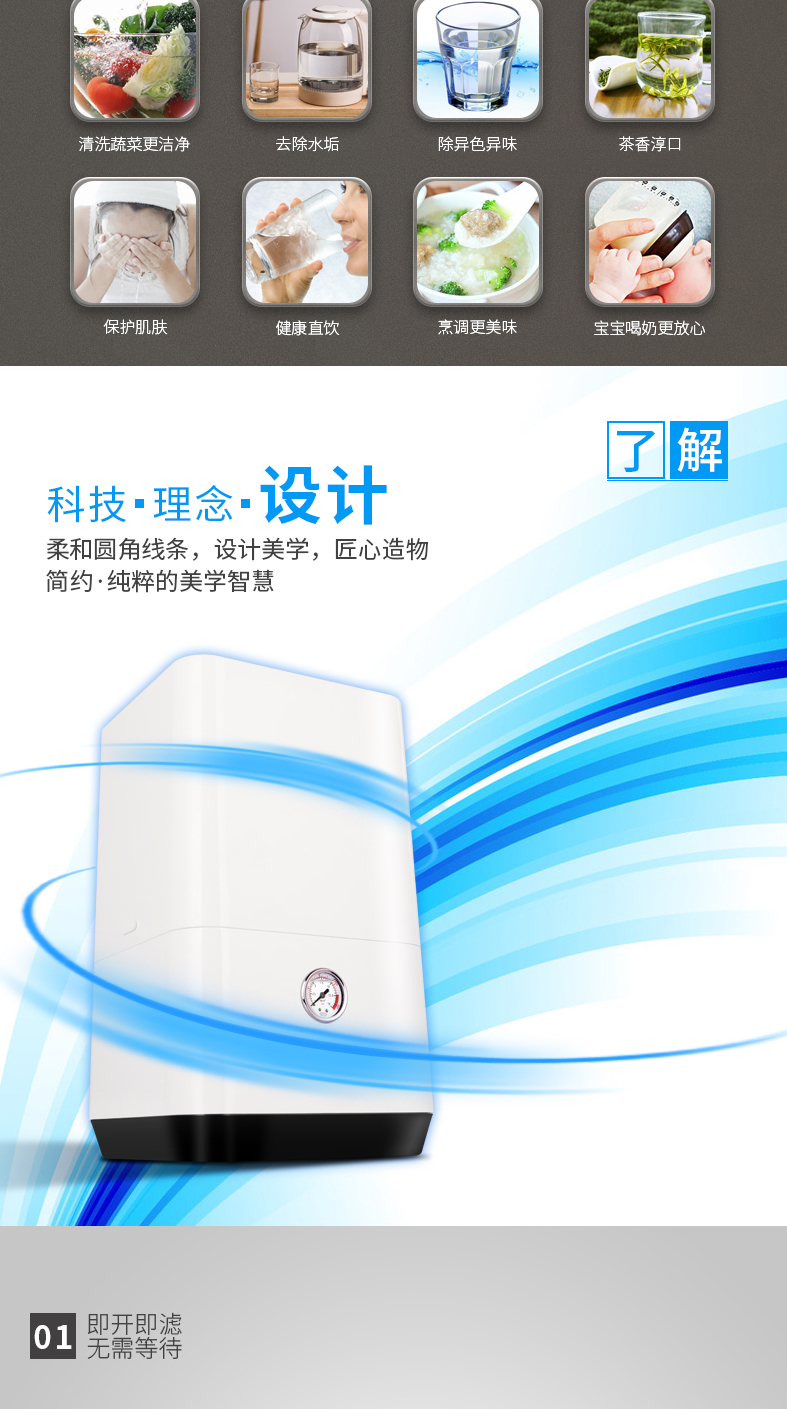 清洗蔬菜更洁净
去除水垢
除异色异味
茶香淳口
保护肌肤
健康直饮
烹调更美味
宝宝喝奶更放心
了解
科技·理念·设计
柔和圆角线条，设计美学，匠心造物
简约·纯粹的美学智慧
01
即开即滤
无需等待